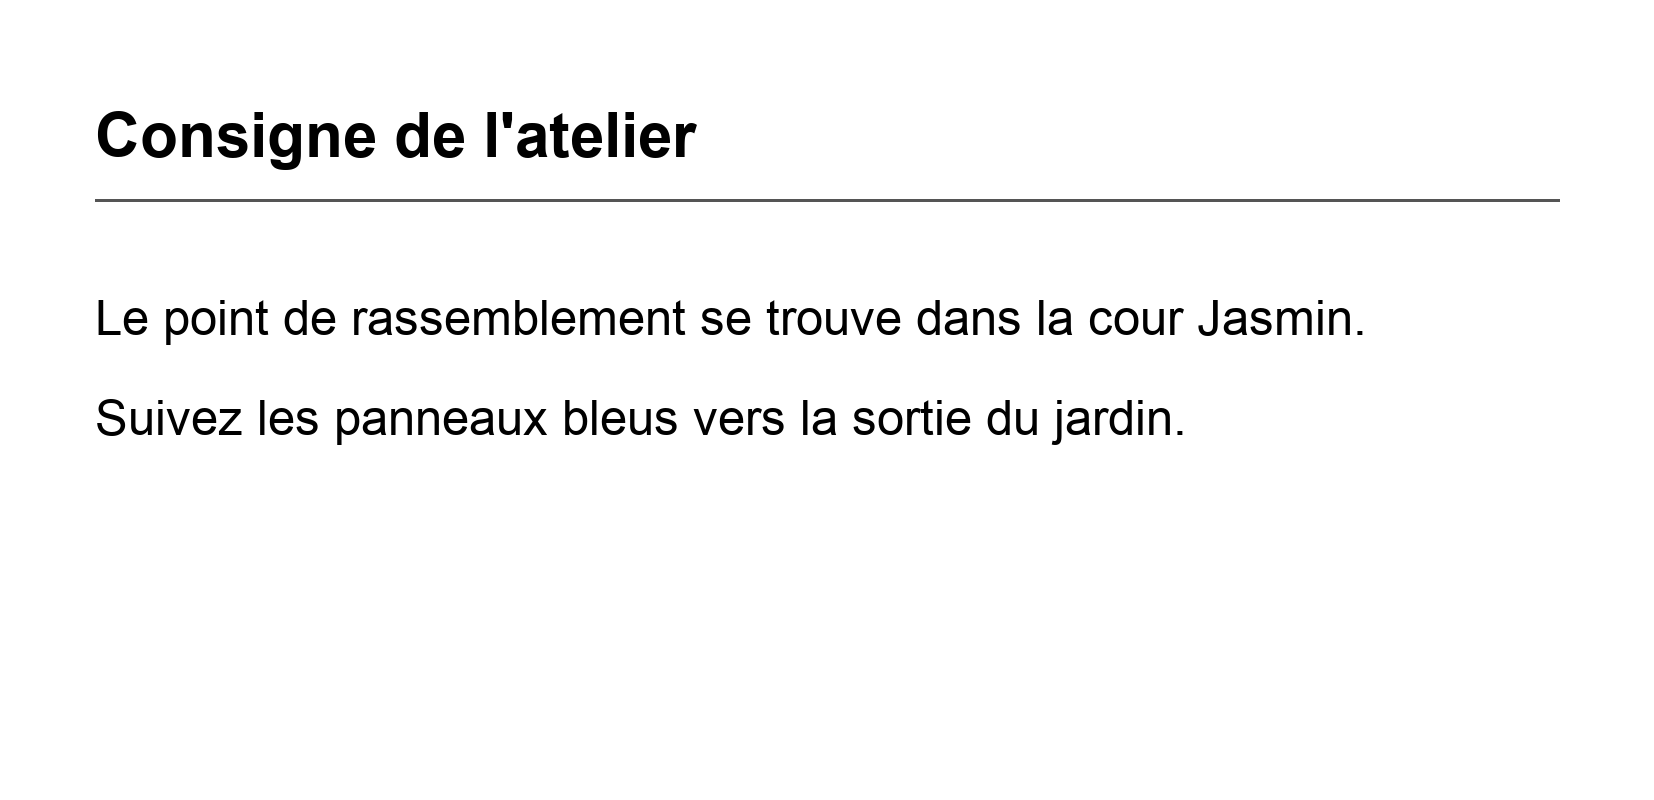 Consigne de l'atelier
Le point de rassemblement se trouve dans la cour Jasmin.
Suivez les panneaux bleus vers la sortie du jardin.